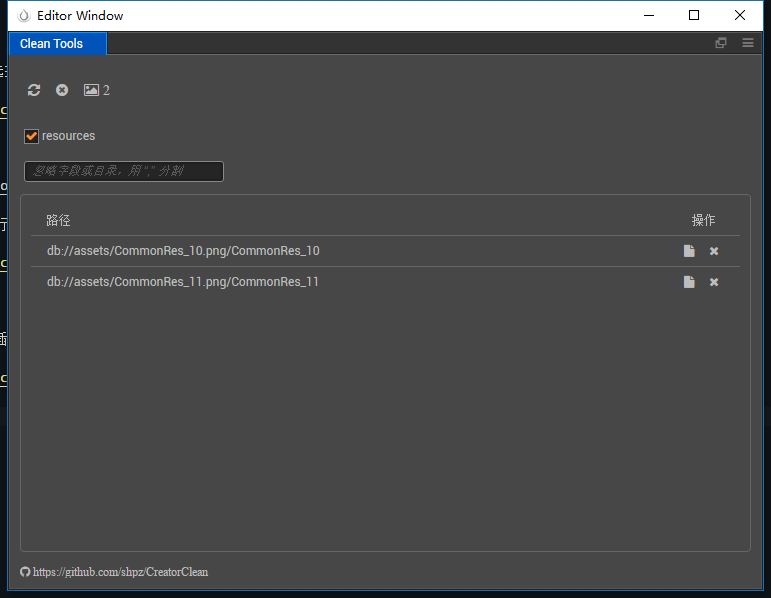 Editor Window
Clean Tools
2
resources
忽略字段或目录，用 "," 分割
路径 操作
db://assets/CommonRes_10.png/CommonRes_10
db://assets/CommonRes_11.png/CommonRes_11
https://github.com/shpz/CreatorClean